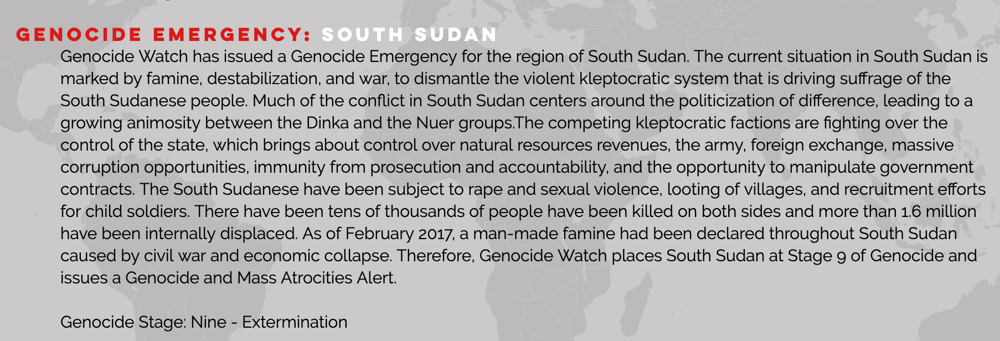 GENOCIDE EMERGENCY: SOUTH SUDAN
Genocide Watch has issued a Genocide Emergency for the region of South Sudan. The current situation in South Sudan is
marked by famine, destabilization, and war, to dismantle the violent kleptocratic system that is driving suffrage of the
South Sudanese people. Much of the conflict in South Sudan centers around the politicization of difference, leading to a
growing animosity between the Dinka and the Nuer groups.The competing kleptocratic factions are fighting over the
control of the state, which brings about control over natural resources revenues, the army, foreign exchange, massive
corruption opportunities, immunity from prosecution and accountability, and the opportunity to manipulate government
contracts. The South Sudanese have been subject to rape and sexual violence, looting of villages, and recruitment efforts
for child soldiers. There have been tens of thousands of people have been killed on both sides and more than 1.6 million
have been internally displaced. As of February 2017, a man-made famine had been declared throughout South Sudan
caused by civil war and economic collapse. Therefore, Genocide Watch places South Sudan at Stage 9 of Genocide and
issues a Genocide and Mass Atrocities Alert.
Genocide Stage: Nine - Extermination